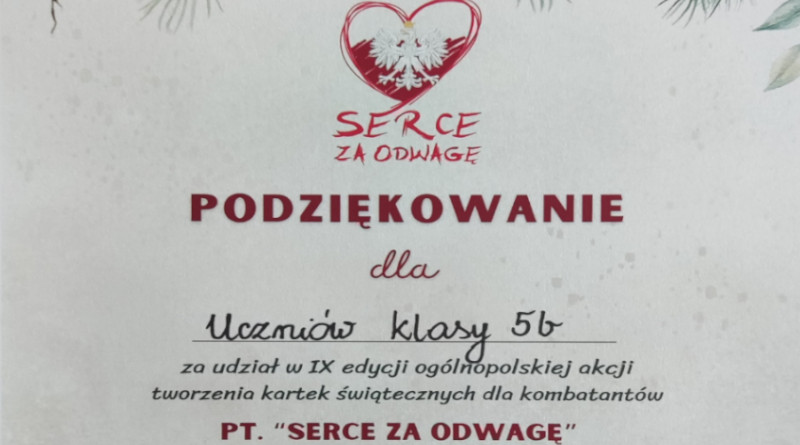 SERCE
ZA ODWAGĘ
PODZIĘKOWANIE
dla
Uczniów klasy 5b
za udział w IX edycji ogólnopolskiej akcji
tworzenia kartek świątecznych dla kombatantów
PT. "SERCE ZA ODWAGĘ"